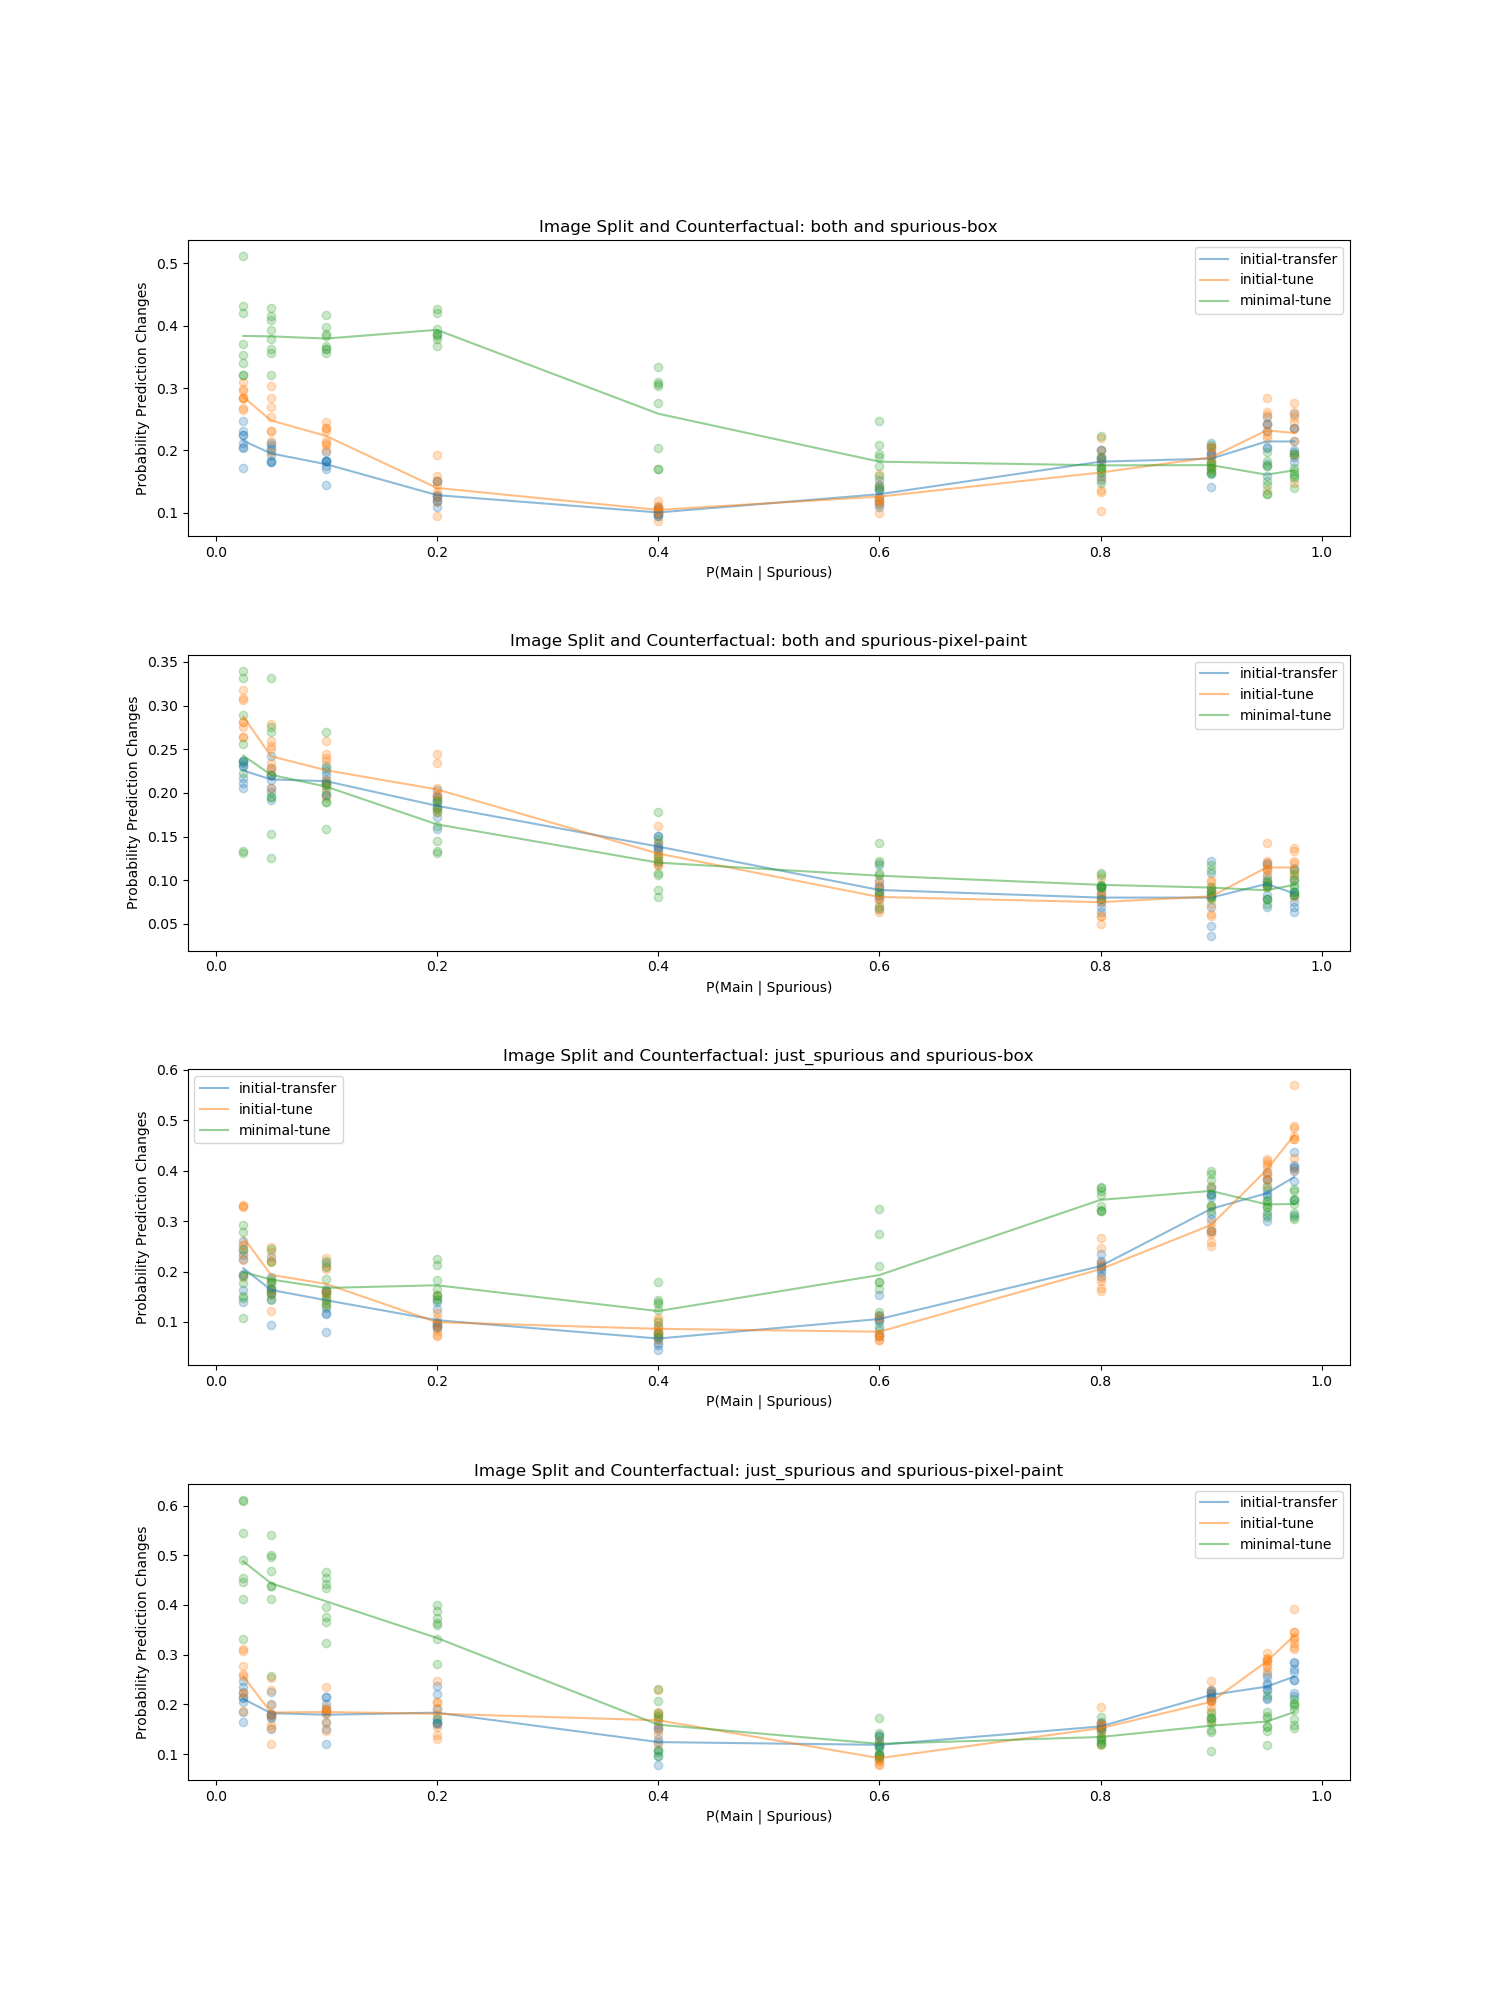 Image Split and Counterfactual: both and spurious-box
Probability Prediction Changes
0.5
0.4
0.3
0.2
0.1
initial-transfer
initial-tune
minimal-tune
0.0 0.2 0.4 0.6 0.8 1.0
P(Main | Spurious)
Image Split and Counterfactual: both and spurious-pixel-paint
Probability Prediction Changes
0.35
0.30
0.25
0.20
0.15
0.10
0.05
initial-transfer
initial-tune
minimal-tune
0.0 0.2 0.4 0.6 0.8 1.0
P(Main | Spurious)
Image Split and Counterfactual: just_spurious and spurious-box
Probability Prediction Changes
0.6
0.5
0.4
0.3
0.2
0.1
initial-transfer
initial-tune
minimal-tune
0.0 0.2 0.4 0.6 0.8 1.0
P(Main | Spurious)
Image Split and Counterfactual: just_spurious and spurious-pixel-paint
Probability Prediction Changes
0.6
0.5
0.4
0.3
0.2
0.1
initial-transfer
initial-tune
minimal-tune
0.0 0.2 0.4 0.6 0.8 1.0
P(Main | Spurious)